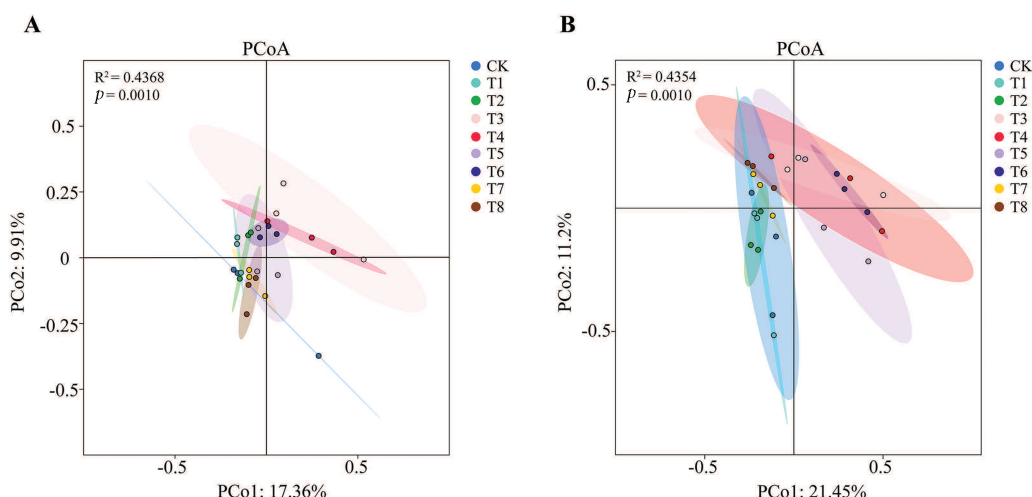 A
PCoA
R² = 0.4368
p = 0.0010
0.5
0.25
0
-0.25
-0.5
-0.5
0
0.5
PCo2: 9.91%
PCo1: 17.36%
CK
T1
T2
T3
T4
T5
T6
T7
T8
B
PCoA
R² = 0.4354
p = 0.0010
0.5
0
-0.5
-0.5
0
0.5
PCo2: 11.2%
PCo1: 21.45%
CK
T1
T2
T3
T4
T5
T6
T7
T8